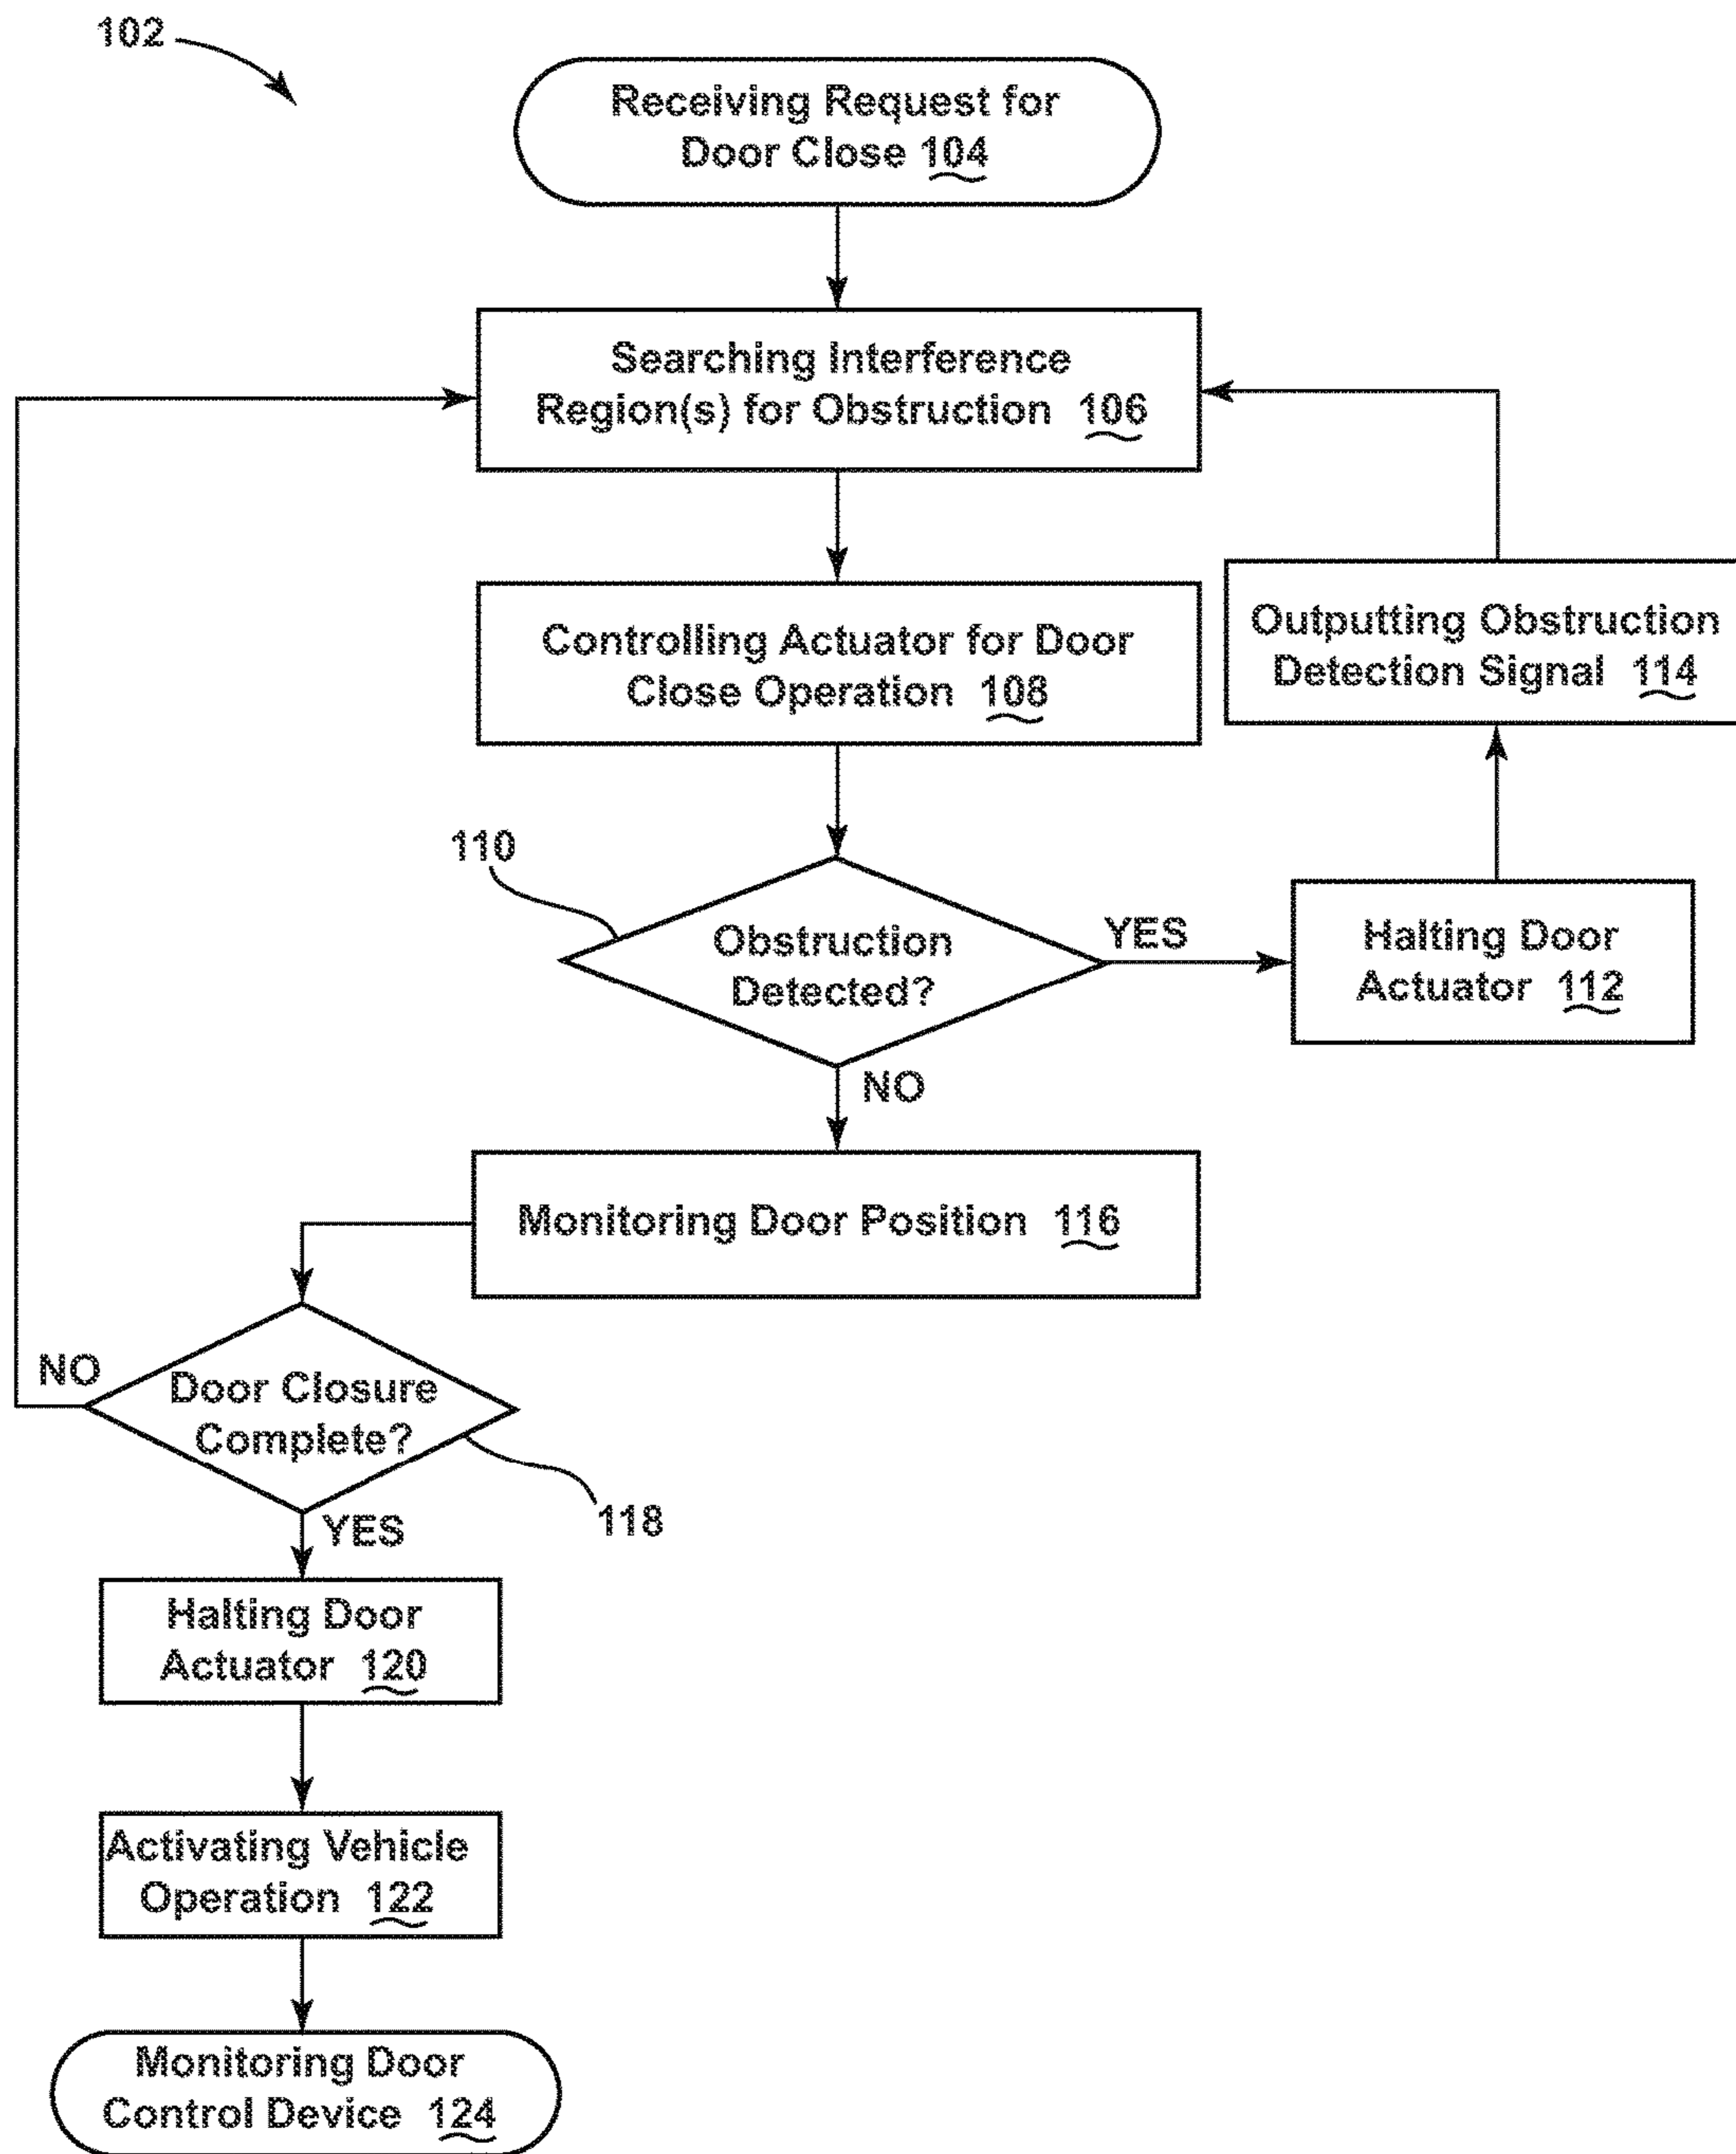 102
Receiving Request for
Door Close 104
Searching Interference
Region(s) for Obstruction 106
Controlling Actuator for Door
Close Operation 108
Outputting Obstruction
Detection Signal 114
110
Obstruction
Detected?
YES
Halting Door
Actuator 112
NO
Monitoring Door Position 116
NO
Door Closure
Complete?
118
YES
Halting Door
Actuator 120
Activating Vehicle
Operation 122
Monitoring Door
Control Device 124